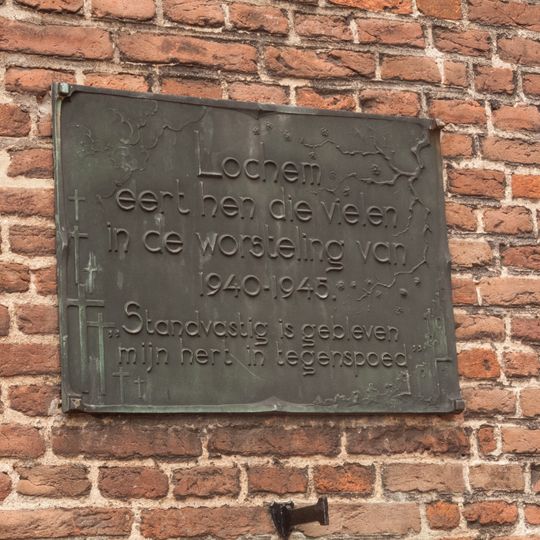 Lochem
eert hen die vielen
in de worsteling van
1940-1945.
„Standvastig is gebleven
mijn hert in tegenspoed”